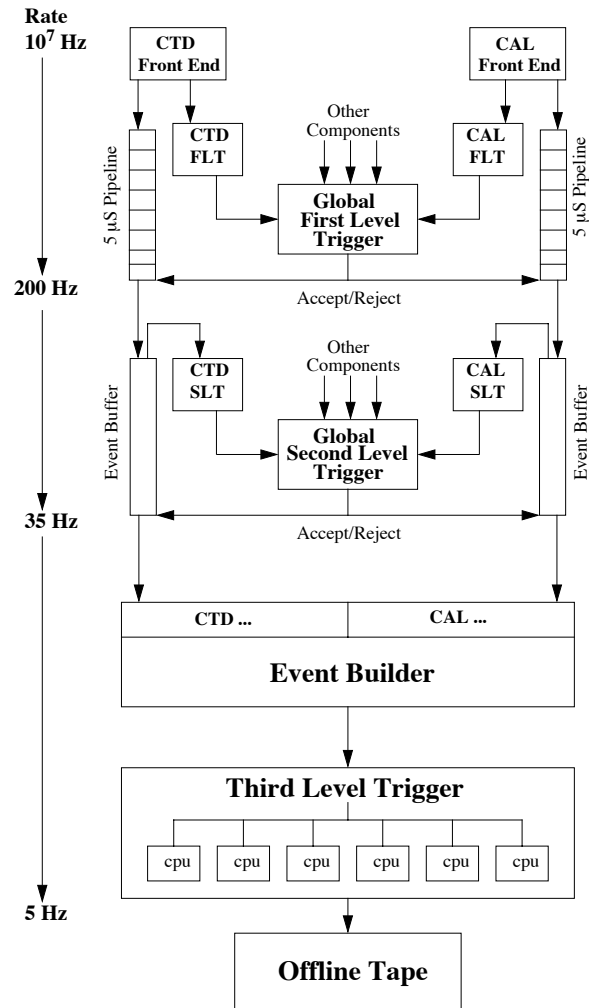 Rate
10⁷ Hz
CTD
Front End
CAL
Front End
Other
Components
CTD
FLT
CAL
FLT
5 µS Pipeline
5 µS Pipeline
Global
First Level
Trigger
200 Hz
Accept/Reject
Other
Components
CTD
SLT
CAL
SLT
Event Buffer
Event Buffer
Global
Second Level
Trigger
35 Hz
Accept/Reject
CTD ...
CAL ...
Event Builder
Third Level Trigger
cpu
cpu
cpu
cpu
cpu
cpu
5 Hz
Offline Tape